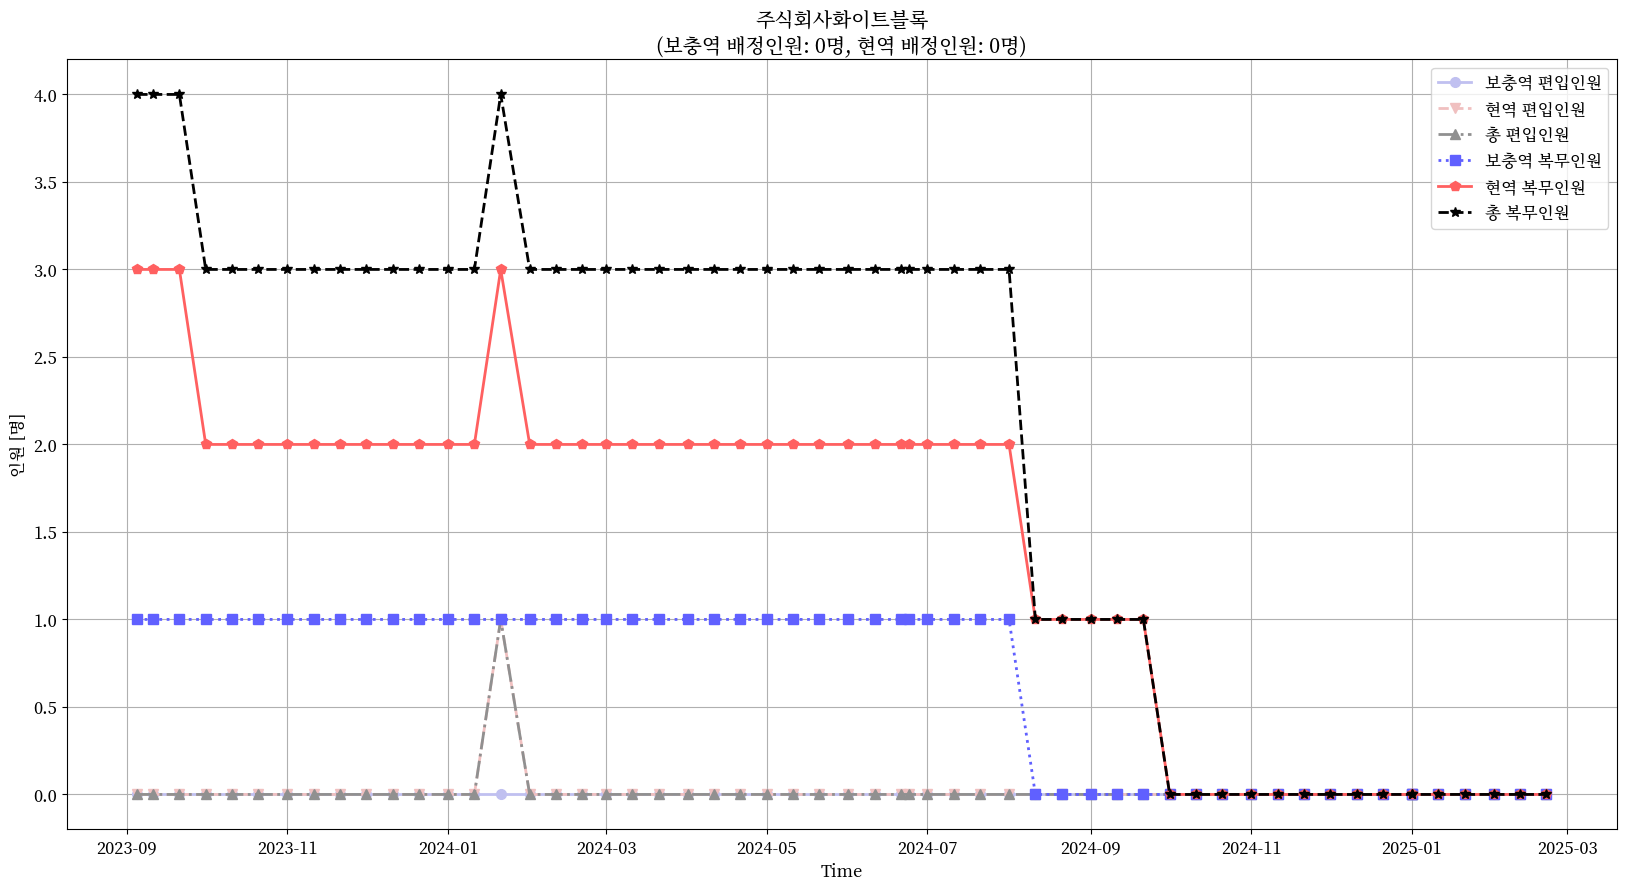 주식회사화이트블록
(보충역 배정인원: 0명, 현역 배정인원: 0명)
보충역 편입인원
현역 편입인원
총 편입인원
보충역 복무인원
현역 복무인원
총 복무인원
인원 [명]
4.0
3.5
3.0
2.5
2.0
1.5
1.0
0.5
0.0
2023-09
2023-11
2024-01
2024-03
2024-05
2024-07
2024-09
2024-11
2025-01
2025-03
Time